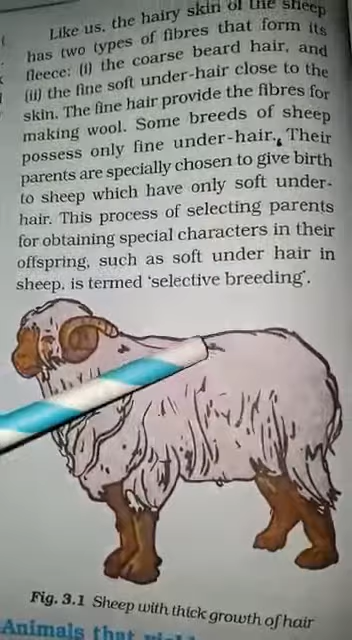 Like us, the hairy skin of the sheep
has two types of fibres that form its
fleece: (i) the coarse beard hair, and
(ii) the fine soft under-hair close to the
skin. The fine hair provide the fibres for
making wool. Some breeds of sheep
possess only fine under-hair. Their
parents are specially chosen to give birth
to sheep which have only soft under-
hair. This process of selecting parents
for obtaining special characters in their
offspring, such as soft under hair in
sheep, is termed ‘selective breeding’.
Fig. 3.1 Sheep with thick growth of hair
Animals that